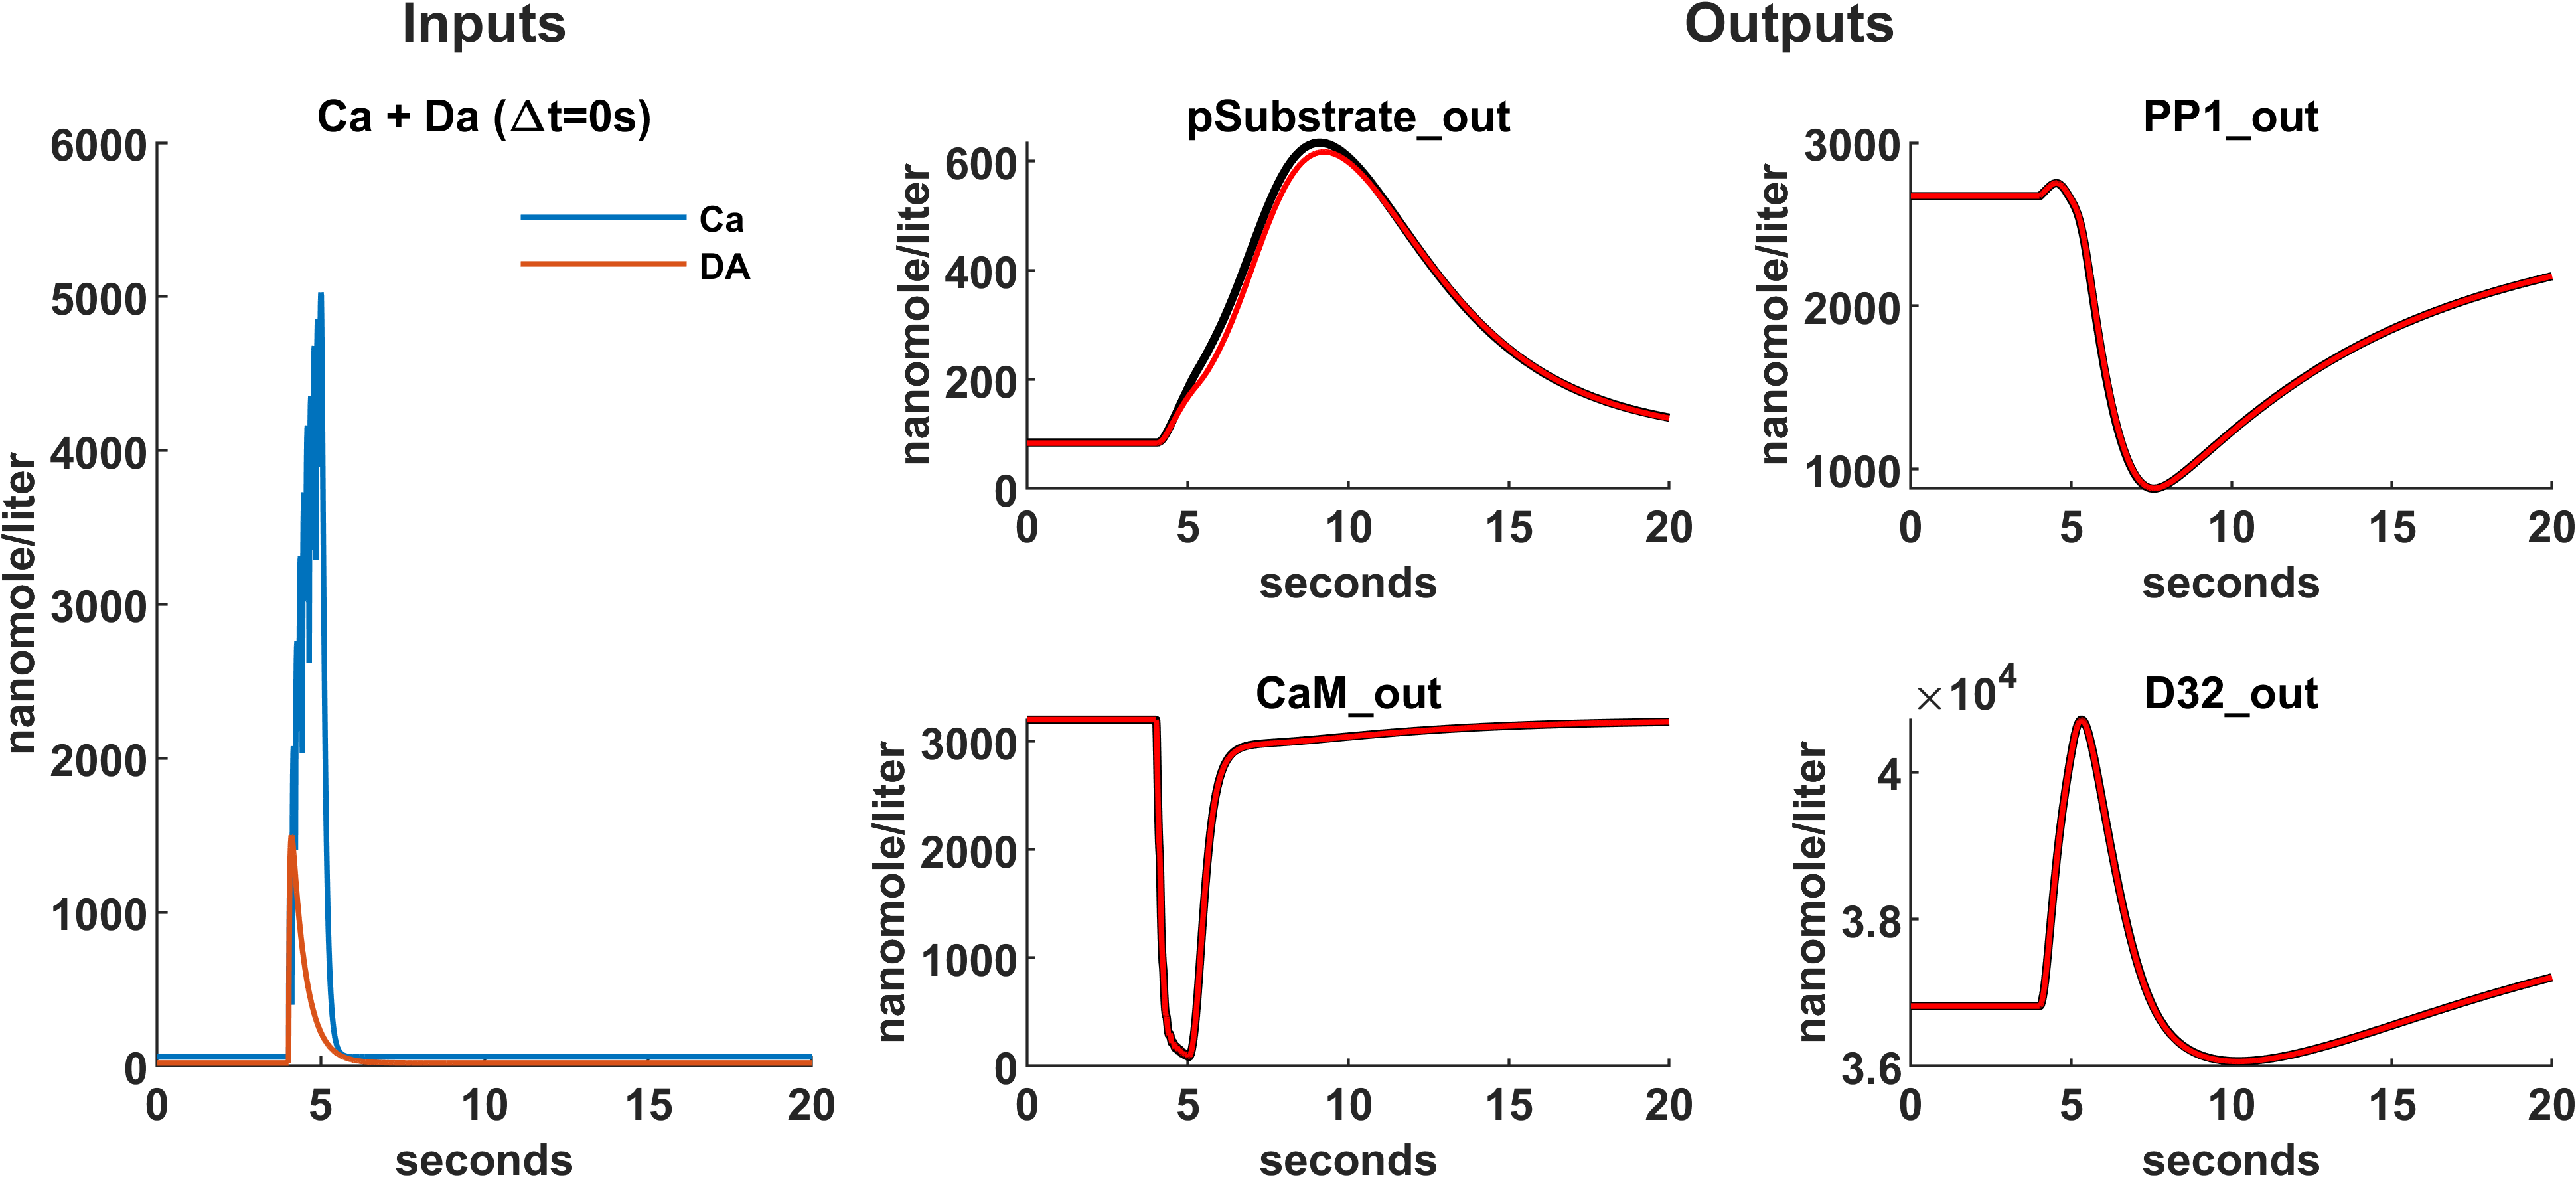 Inputs
Outputs
Ca + Da (Δt=0s)
6000
5000
4000
3000
2000
1000
0
nanomole/liter
Ca
DA
0 5 10 15 20
seconds
pSubstrate_out
600
400
200
0
nanomole/liter
0 5 10 15 20
seconds
PP1_out
3000
2000
1000
nanomole/liter
0 5 10 15 20
seconds
CaM_out
3000
2000
1000
0
nanomole/liter
0 5 10 15 20
seconds
×10⁴
D32_out
4
3.8
3.6
nanomole/liter
0 5 10 15 20
seconds